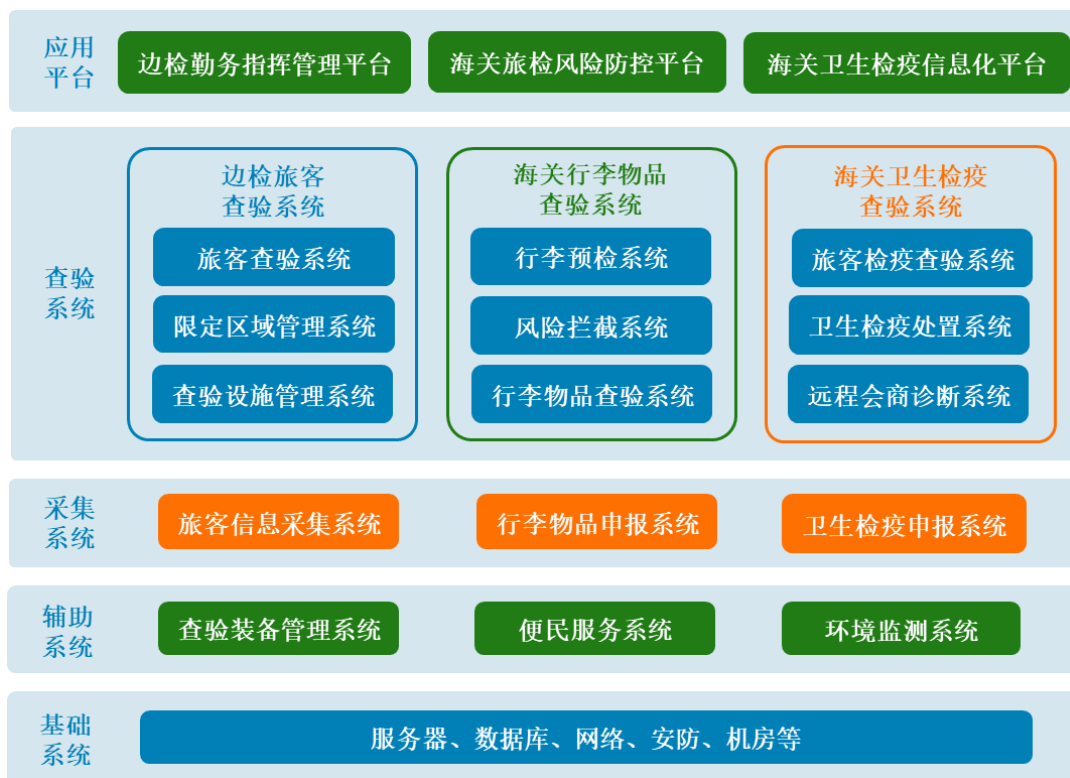 应用
平台
边检勤务指挥管理平台
海关旅检风险防控平台
海关卫生检疫信息化平台
查验
系统
边检旅客
查验系统
旅客查验系统
限定区域管理系统
查验设施管理系统
海关行李物品
查验系统
行李预检系统
风险拦截系统
行李物品查验系统
海关卫生检疫
查验系统
旅客检疫查验系统
卫生检疫处置系统
远程会商诊断系统
采集
系统
旅客信息采集系统
行李物品申报系统
卫生检疫申报系统
辅助
系统
查验装备管理系统
便民服务系统
环境监测系统
基础
系统
服务器、数据库、网络、安防、机房等